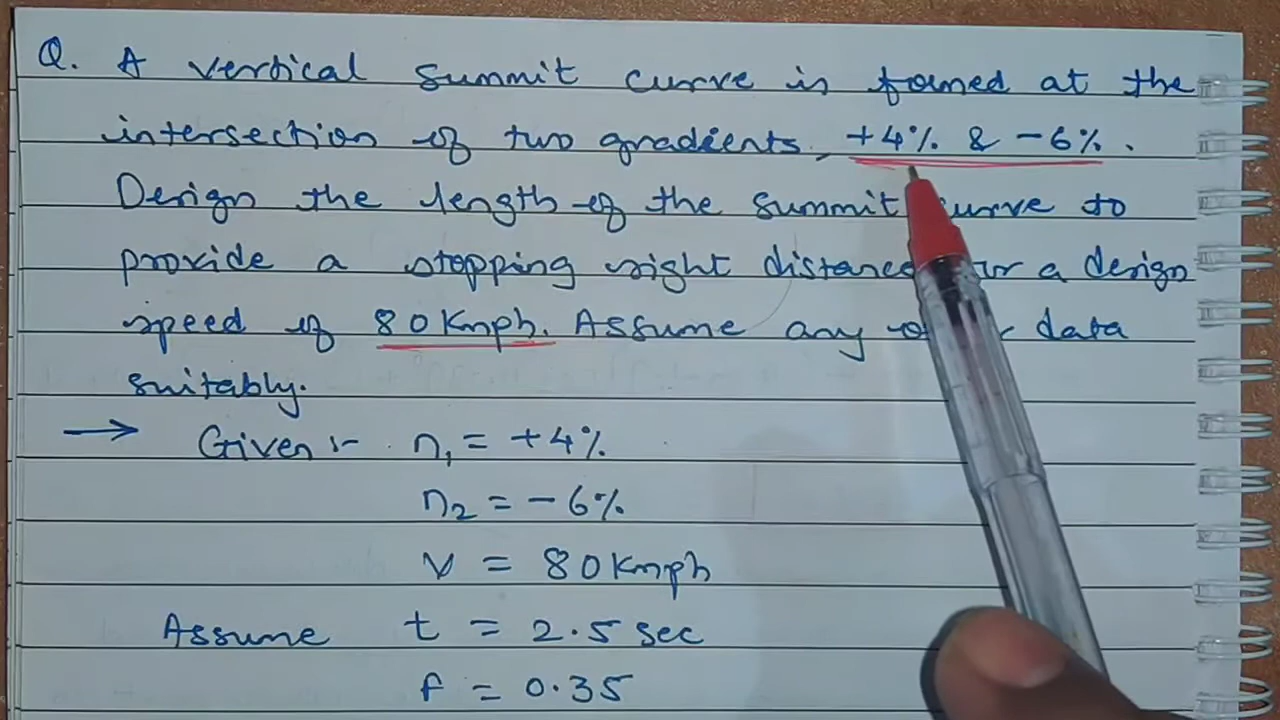 Q. A vertical summit curve is formed at the
intersection of two gradients, +4% & -6%.
Design the length of the summit curve to
provide a stopping sight distance for a design
speed of 80 Kmph. Assume any other data
suitably.
→ Given :- n₁ = +4%
n₂ = -6%
V = 80 Kmph
Assume t = 2.5 sec
f = 0.35